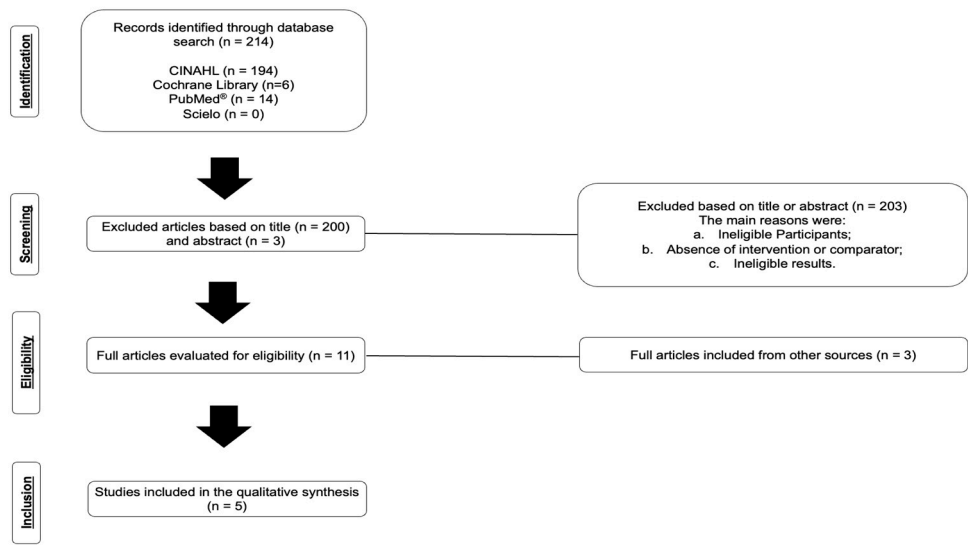 Identification
Records identified through database
search (n = 214)
CINAHL (n = 194)
Cochrane Library (n=6)
PubMed® (n = 14)
Scielo (n = 0)
Screening
Excluded articles based on title (n = 200)
and abstract (n = 3)
Excluded based on title or abstract (n = 203)
The main reasons were:
a. Ineligible Participants;
b. Absence of intervention or comparator;
c. Ineligible results.
Eligibility
Full articles evaluated for eligibility (n = 11)
Full articles included from other sources (n = 3)
Inclusion
Studies included in the qualitative synthesis
(n = 5)